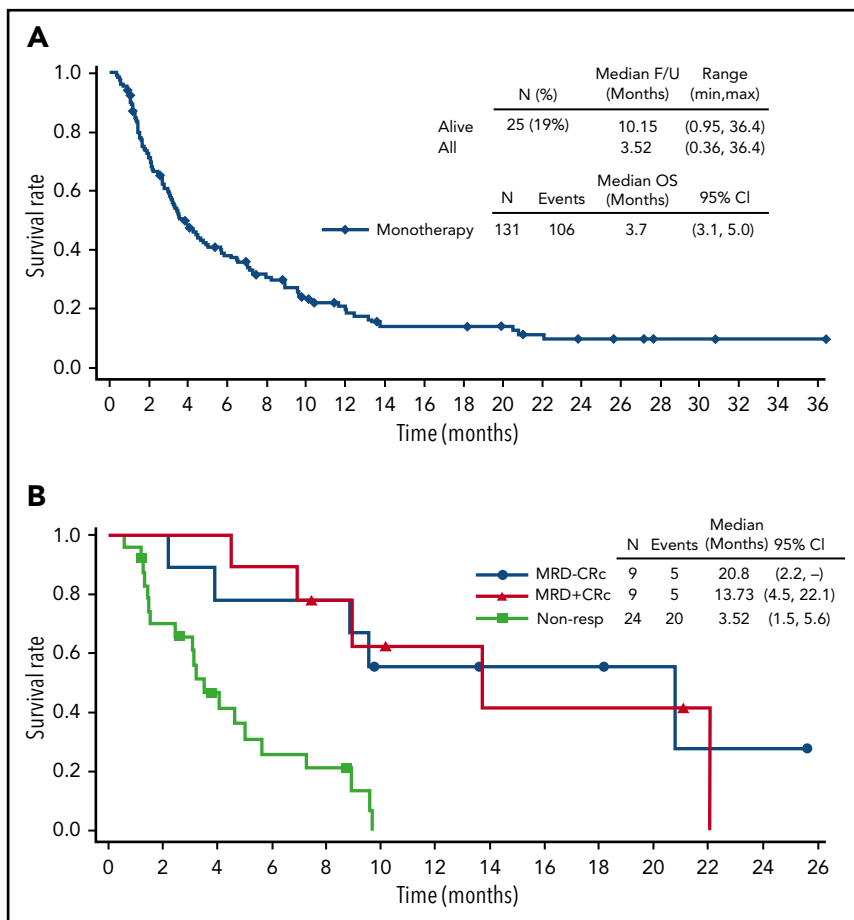 A
Median F/U Range
N (%) (Months) (min,max)
Alive 25 (19%) 10.15 (0.95, 36.4)
All 3.52 (0.36, 36.4)
Median OS
N Events (Months) 95% CI
Monotherapy 131 106 3.7 (3.1, 5.0)
Survival rate
1.0
0.8
0.6
0.4
0.2
0.0
0 2 4 6 8 10 12 14 16 18 20 22 24 26 28 30 32 34 36
Time (months)
B
Median
N Events (Months) 95% CI
MRD-CRc 9 5 20.8 (2.2, –)
MRD+CRc 9 5 13.73 (4.5, 22.1)
Non-resp 24 20 3.52 (1.5, 5.6)
Survival rate
1.0
0.8
0.6
0.4
0.2
0.0
0 2 4 6 8 10 12 14 16 18 20 22 24 26
Time (months)